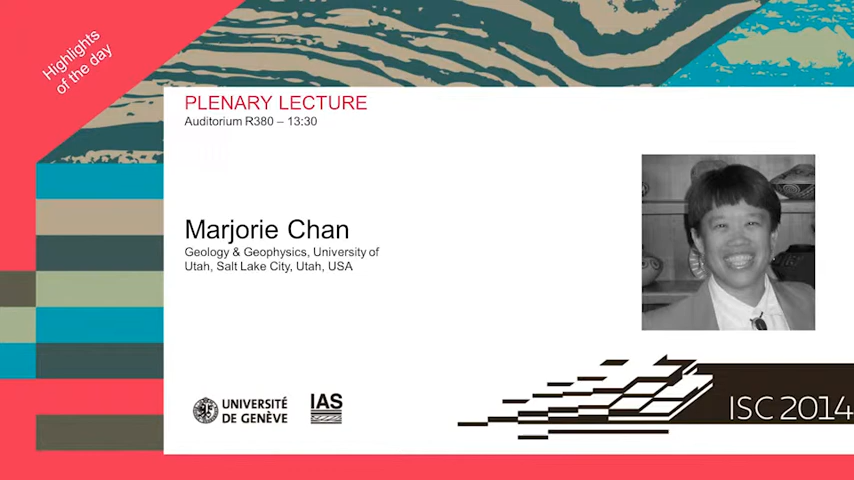 Highlights
of the day
PLENARY LECTURE
Auditorium R380 – 13:30
Marjorie Chan
Geology & Geophysics, University of
Utah, Salt Lake City, Utah, USA
UNIVERSITÉ
DE GENÈVE
IAS
ISC 2014